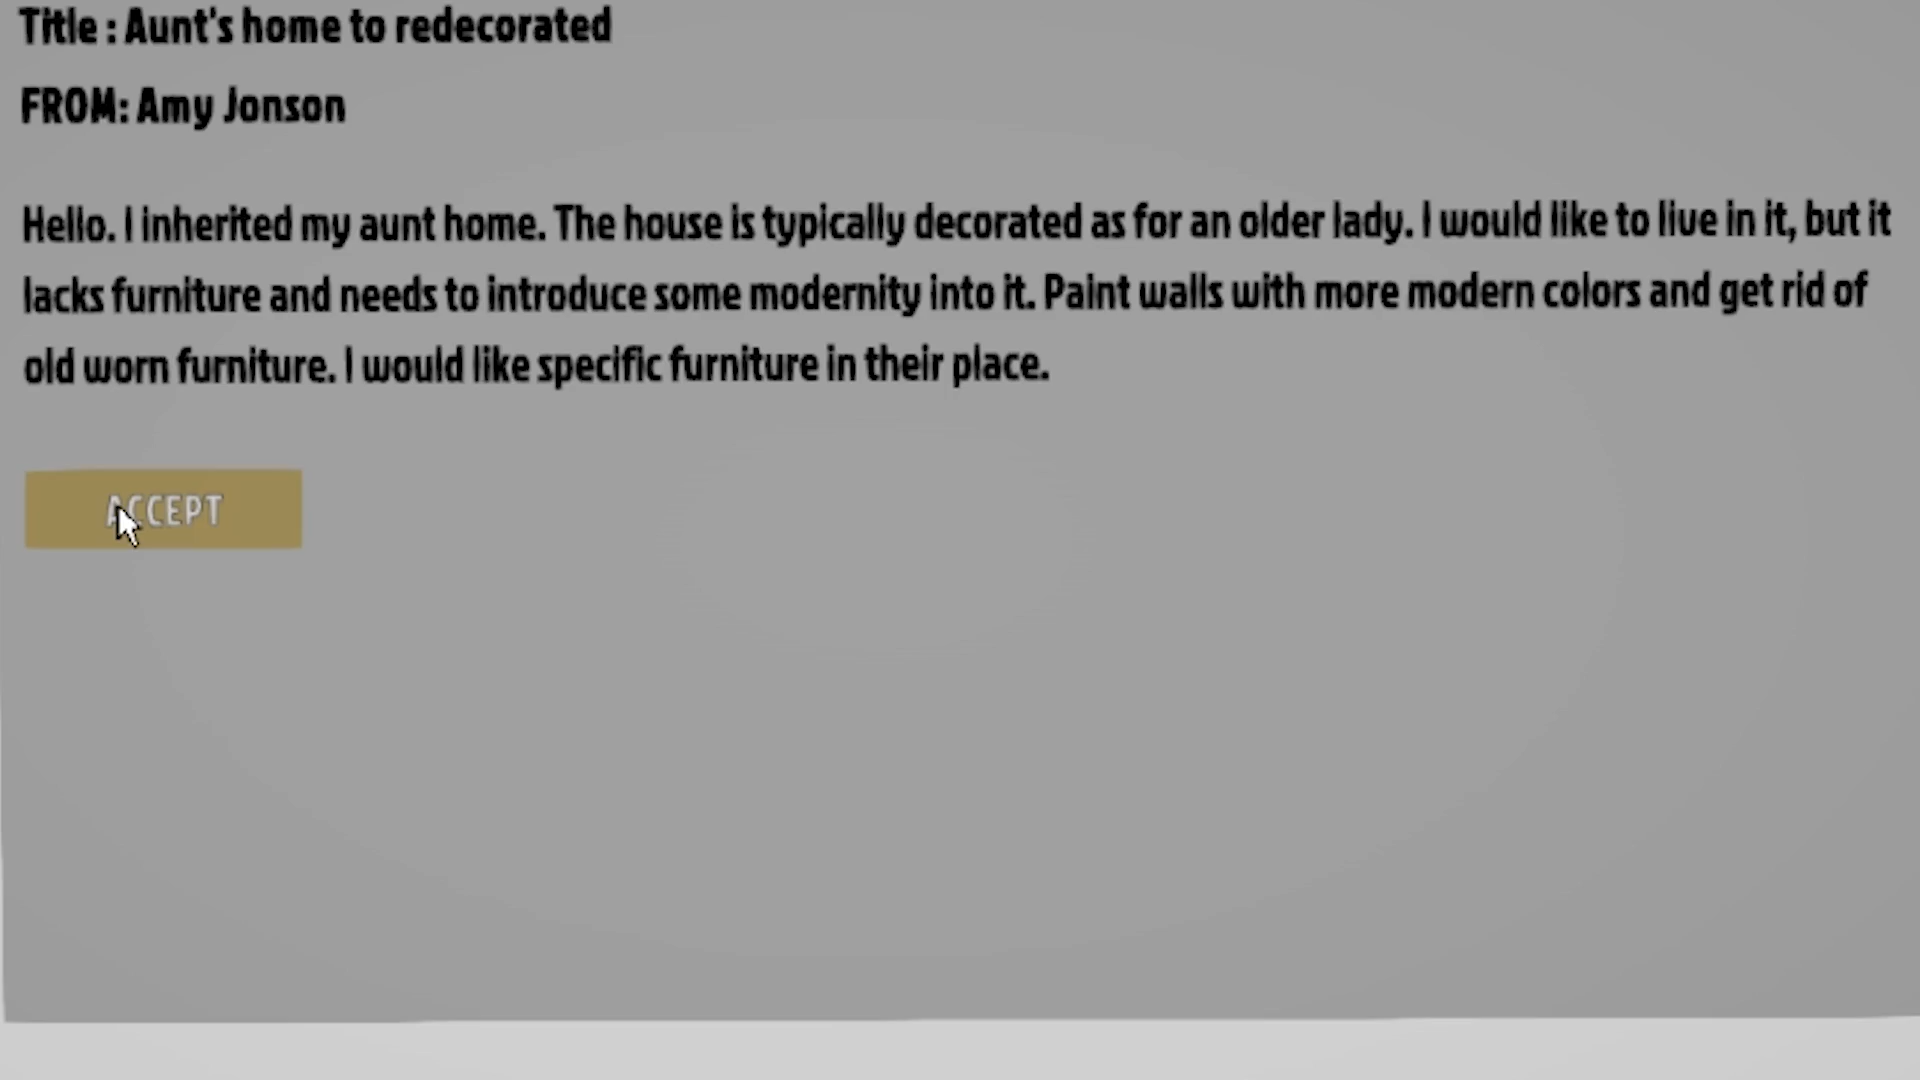 Title : Aunt's home to redecorated
FROM: Amy Jonson
Hello. I inherited my aunt home. The house is typically decorated as for an older lady. I would like to live in it, but it
lacks furniture and needs to introduce some modernity into it. Paint walls with more modern colors and get rid of
old worn furniture. I would like specific furniture in their place.
ACCEPT